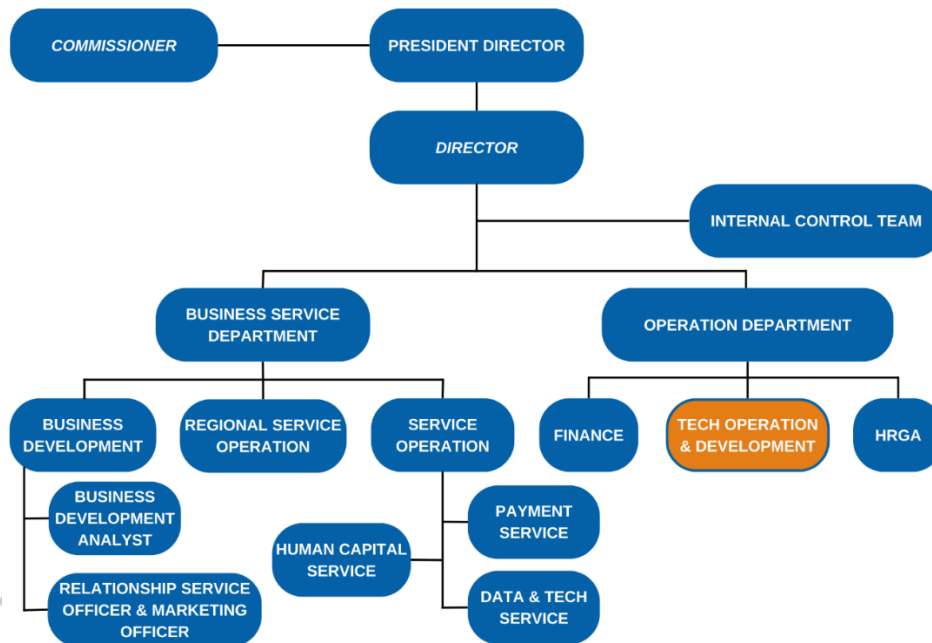 COMMISSIONER
PRESIDENT DIRECTOR
DIRECTOR
INTERNAL CONTROL TEAM
BUSINESS SERVICE
DEPARTMENT
OPERATION DEPARTMENT
BUSINESS
DEVELOPMENT
REGIONAL SERVICE
OPERATION
SERVICE
OPERATION
FINANCE
TECH OPERATION
& DEVELOPMENT
HRGA
BUSINESS
DEVELOPMENT
ANALYST
RELATIONSHIP SERVICE
OFFICER & MARKETING
OFFICER
HUMAN CAPITAL
SERVICE
PAYMENT
SERVICE
DATA & TECH
SERVICE